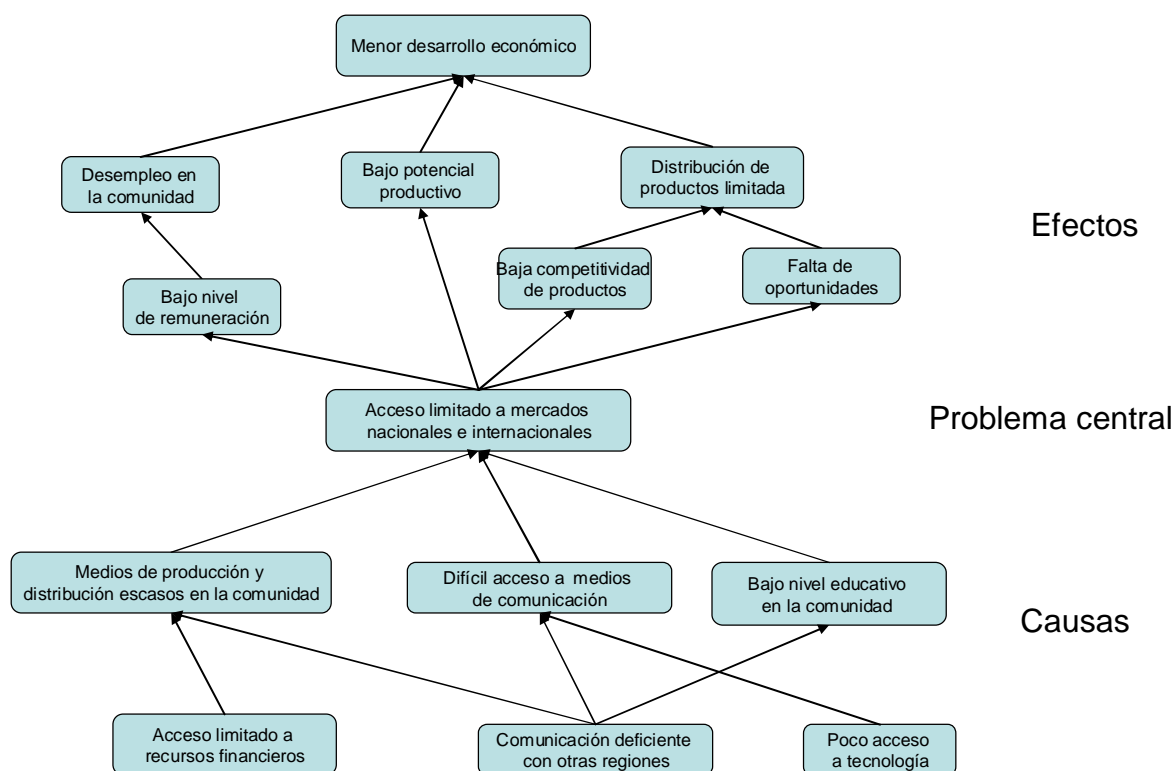 Menor desarrollo económico
Desempleo en
la comunidad
Bajo potencial
productivo
Distribución de
productos limitada
Efectos
Bajo nivel
de remuneración
Baja competitividad
de productos
Falta de
oportunidades
Acceso limitado a mercados
nacionales e internacionales
Problema central
Medios de producción y
distribución escasos en la comunidad
Difícil acceso a medios
de comunicación
Bajo nivel educativo
en la comunidad
Causas
Acceso limitado a
recursos financieros
Comunicación deficiente
con otras regiones
Poco acceso
a tecnología